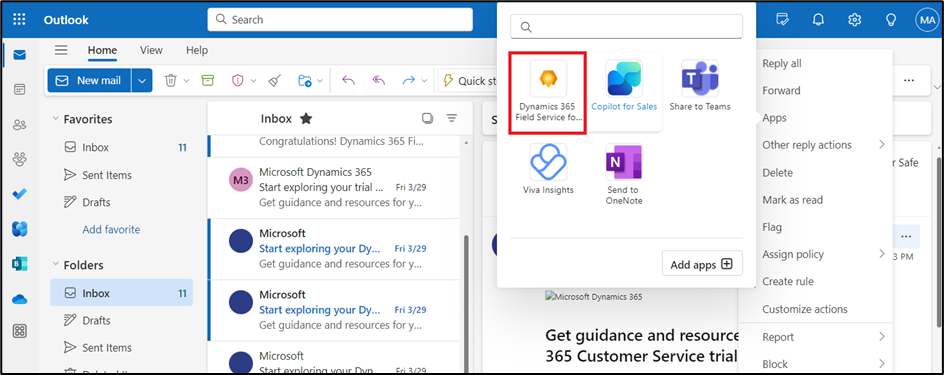 Outlook
Search
MA
Home View Help
New mail
Quick st
Favorites
Inbox 11
Sent Items
Drafts
Add favorite
Folders
Inbox 11
Drafts
Sent Items
Inbox
Congratulations! Dynamics 365 Fi...
M3
Microsoft Dynamics 365
Start exploring your trial ... Fri 3/29
Get guidance and resources for y...
Microsoft
Start exploring your Dy... Fri 3/29
Get guidance and resources for y...
Microsoft
Start exploring your Dy... Fri 3/29
Get guidance and resources for y...
Microsoft
Start exploring your Dyn... Fri 3/29
Dynamics 365
Field Service fo...
Copilot for Sales
Share to Teams
Viva Insights
Send to
OneNote
Add apps
Reply all
Forward
Apps
Other reply actions
Delete
Mark as read
Flag
Assign policy
Create rule
Customize actions
Report
Block
S
r Safe
3 PM
Microsoft Dynamics 365
Get guidance and resource
365 Customer Service trial